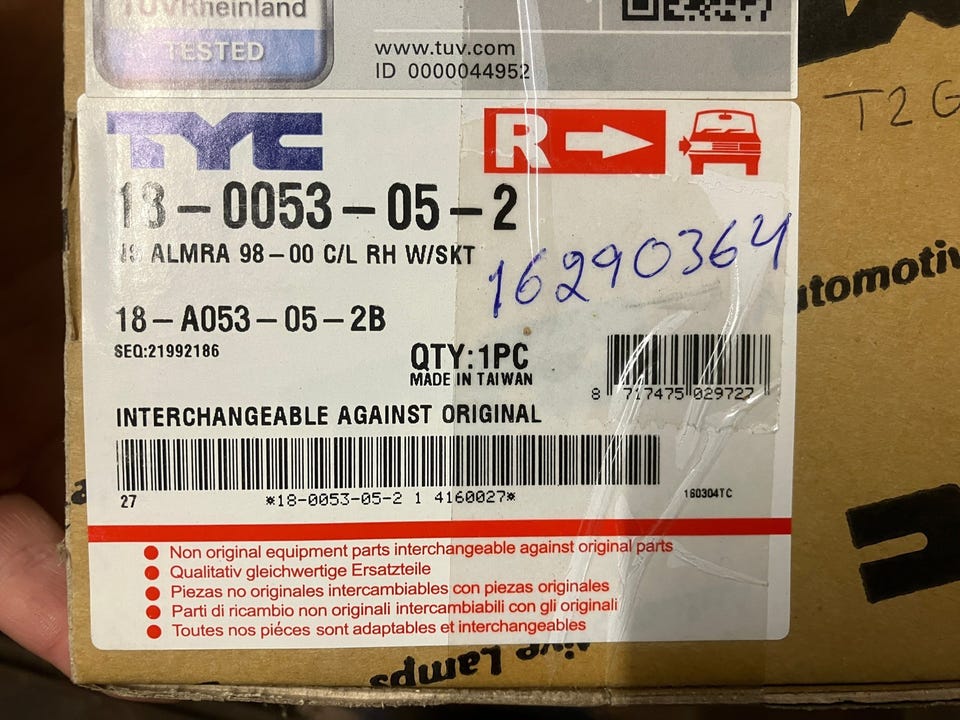 TÜVRheinland
TESTED
www.tuv.com
ID 0000044952
TYC
R
T2G
18-0053-05-2
ALMRA 98-00 C/L RH W/SKT
16290364
utomotiv
18-A053-05-2B
SEQ:21992186
QTY:1PC
MADE IN TAIWAN
8 717475 029727
INTERCHANGEABLE AGAINST ORIGINAL
27
*18-0053-05-2 1 4160027*
160304TC
Non original equipment parts interchangeable against original parts
Qualitativ gleichwertige Ersatzteile
Piezas no originales intercambiables con piezas originales
Parti di ricambio non originali intercambiabili con gli originali
Toutes nos piéces sont adaptables et interchangeables
tive Lamps